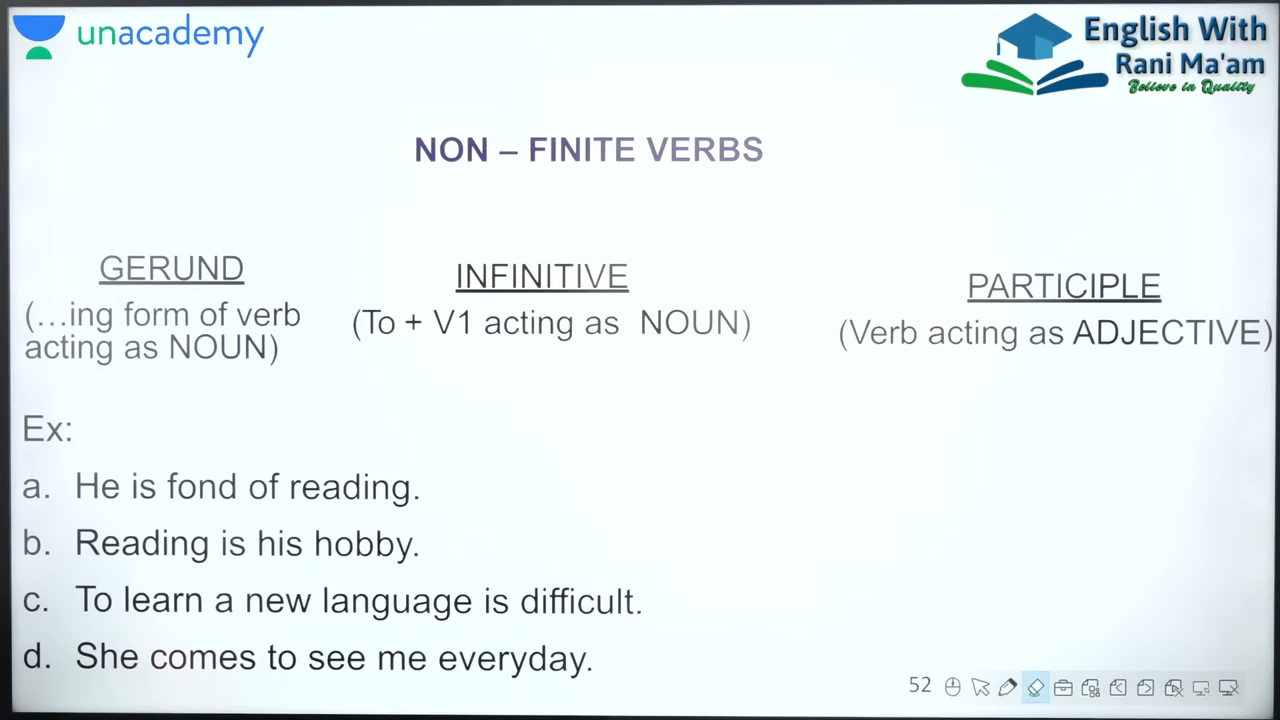 unacademy
English With
Rani Ma'am
Believe in Quality
NON – FINITE VERBS
GERUND
(...ing form of verb
acting as NOUN)
INFINITIVE
(To + V1 acting as NOUN)
PARTICIPLE
(Verb acting as ADJECTIVE)
Ex:
a. He is fond of reading.
b. Reading is his hobby.
c. To learn a new language is difficult.
d. She comes to see me everyday.
52